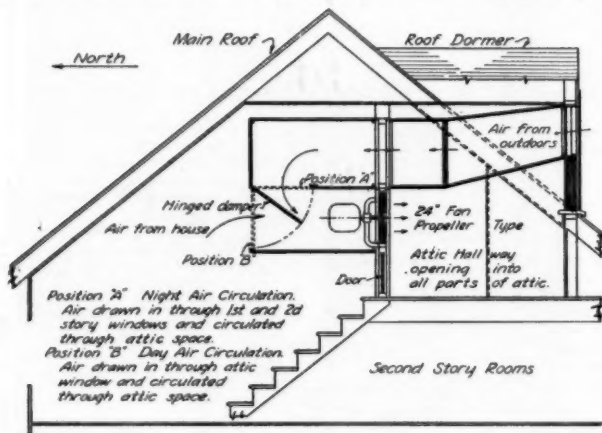 Main Roof
Roof Dormer
North
Air from
outdoors
Position "A"
Hinged damper
Air from house
24" Fan
Propeller
Type
Position "B"
Attic Hall way
opening into
all parts of attic.
Door
Position "A" Night Air Circulation.
Air drawn in through 1st and 2d
story windows and circulated
through attic space.
Position "B" Day Air Circulation.
Air drawn in through attic
window and circulated
through attic space.
Second Story Rooms